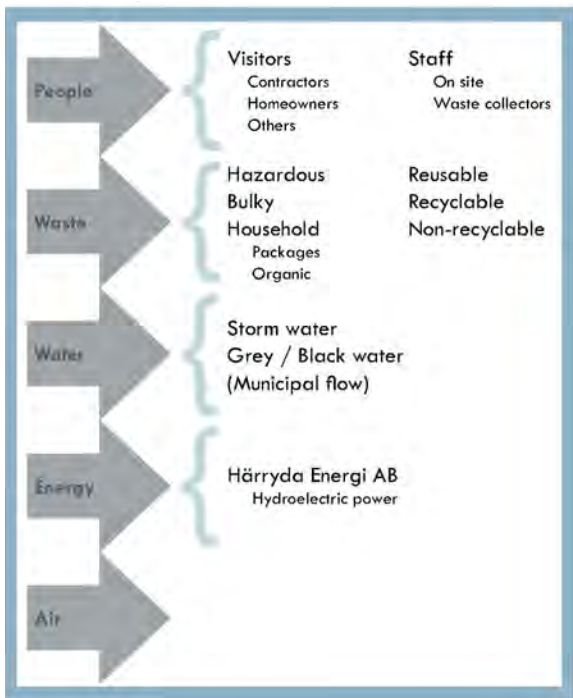 People
Visitors
Contractors
Homeowners
Others
Staff
On site
Waste collectors
Waste
Hazardous
Bulky
Household
Packages
Organic
Reusable
Recyclable
Non-recyclable
Water
Storm water
Grey / Black water
(Municipal flow)
Energy
Härryda Energi AB
Hydroelectric power
Air